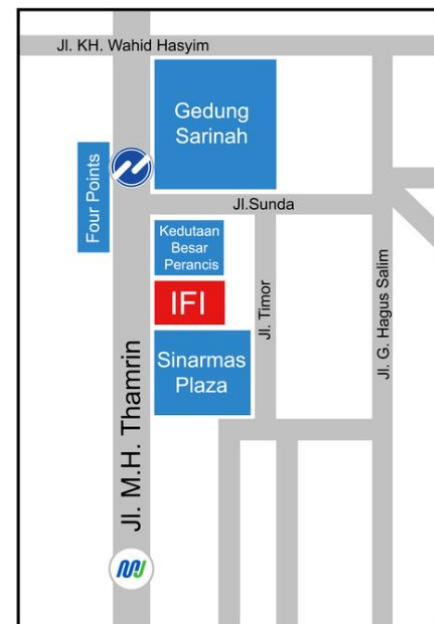 Jl. KH. Wahid Hasyim
Gedung
Sarinah
Four Points
Jl.Sunda
Kedutaan
Besar
Perancis
IFI
Jl. Timor
Jl. G. Hagus Salim
Sinarmas
Plaza
Jl. M.H. Thamrin